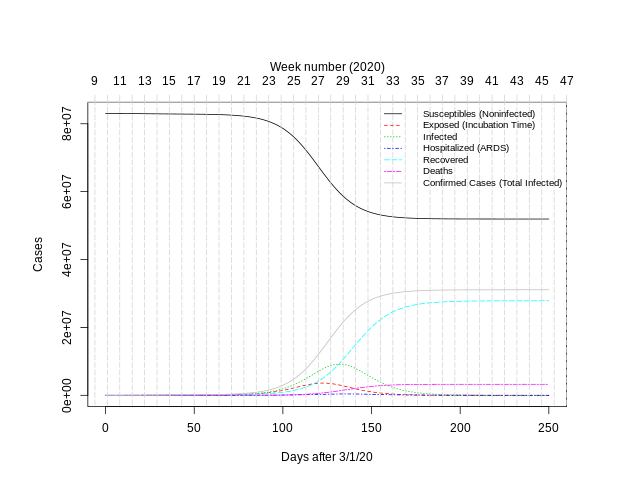 Week number (2020)
9 11 13 15 17 19 21 23 25 27 29 31 33 35 37 39 41 43 45 47
Susceptibles (Noninfected)
Exposed (Incubation Time)
Infected
Hospitalized (ARDS)
Recovered
Deaths
Confirmed Cases (Total Infected)
8e+07
6e+07
4e+07
2e+07
0e+00
Cases
0 50 100 150 200 250
Days after 3/1/20